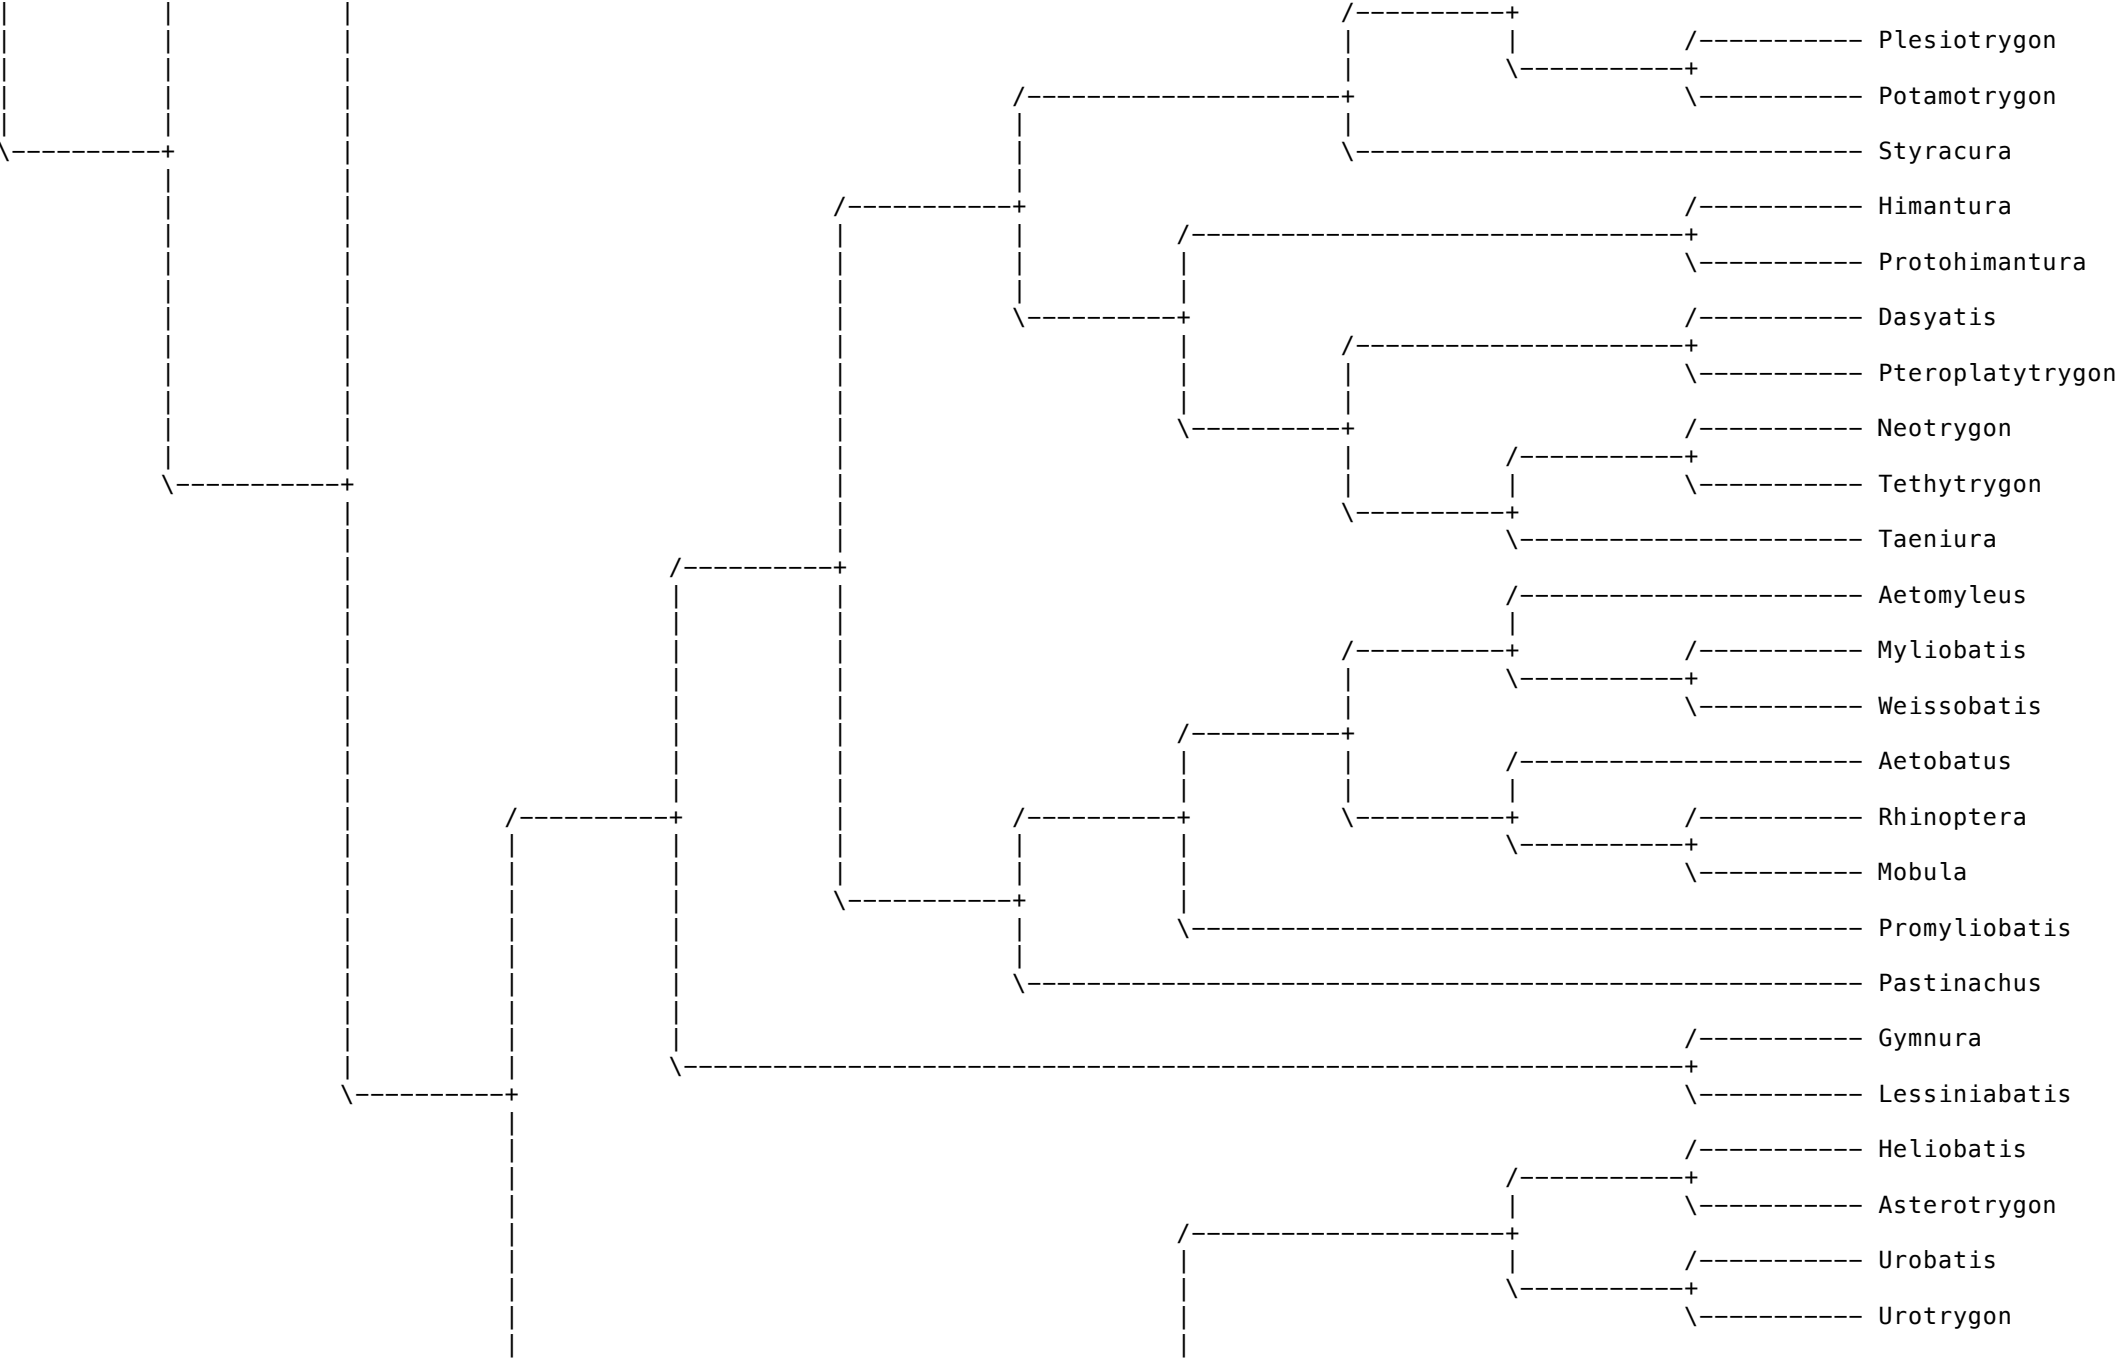 Plesiotrygon
Potamotrygon
Styracura
Himantura
Protohimantura
Dasyatis
Pteroplatytrygon
Neotrygon
Tethytrygon
Taeniura
Aetomyleus
Myliobatis
Weissobatis
Aetobatus
Rhinoptera
Mobula
Promyliobatis
Pastinachus
Gymnura
Lessiniabatis
Heliobatis
Asterotrygon
Urobatis
Urotrygon